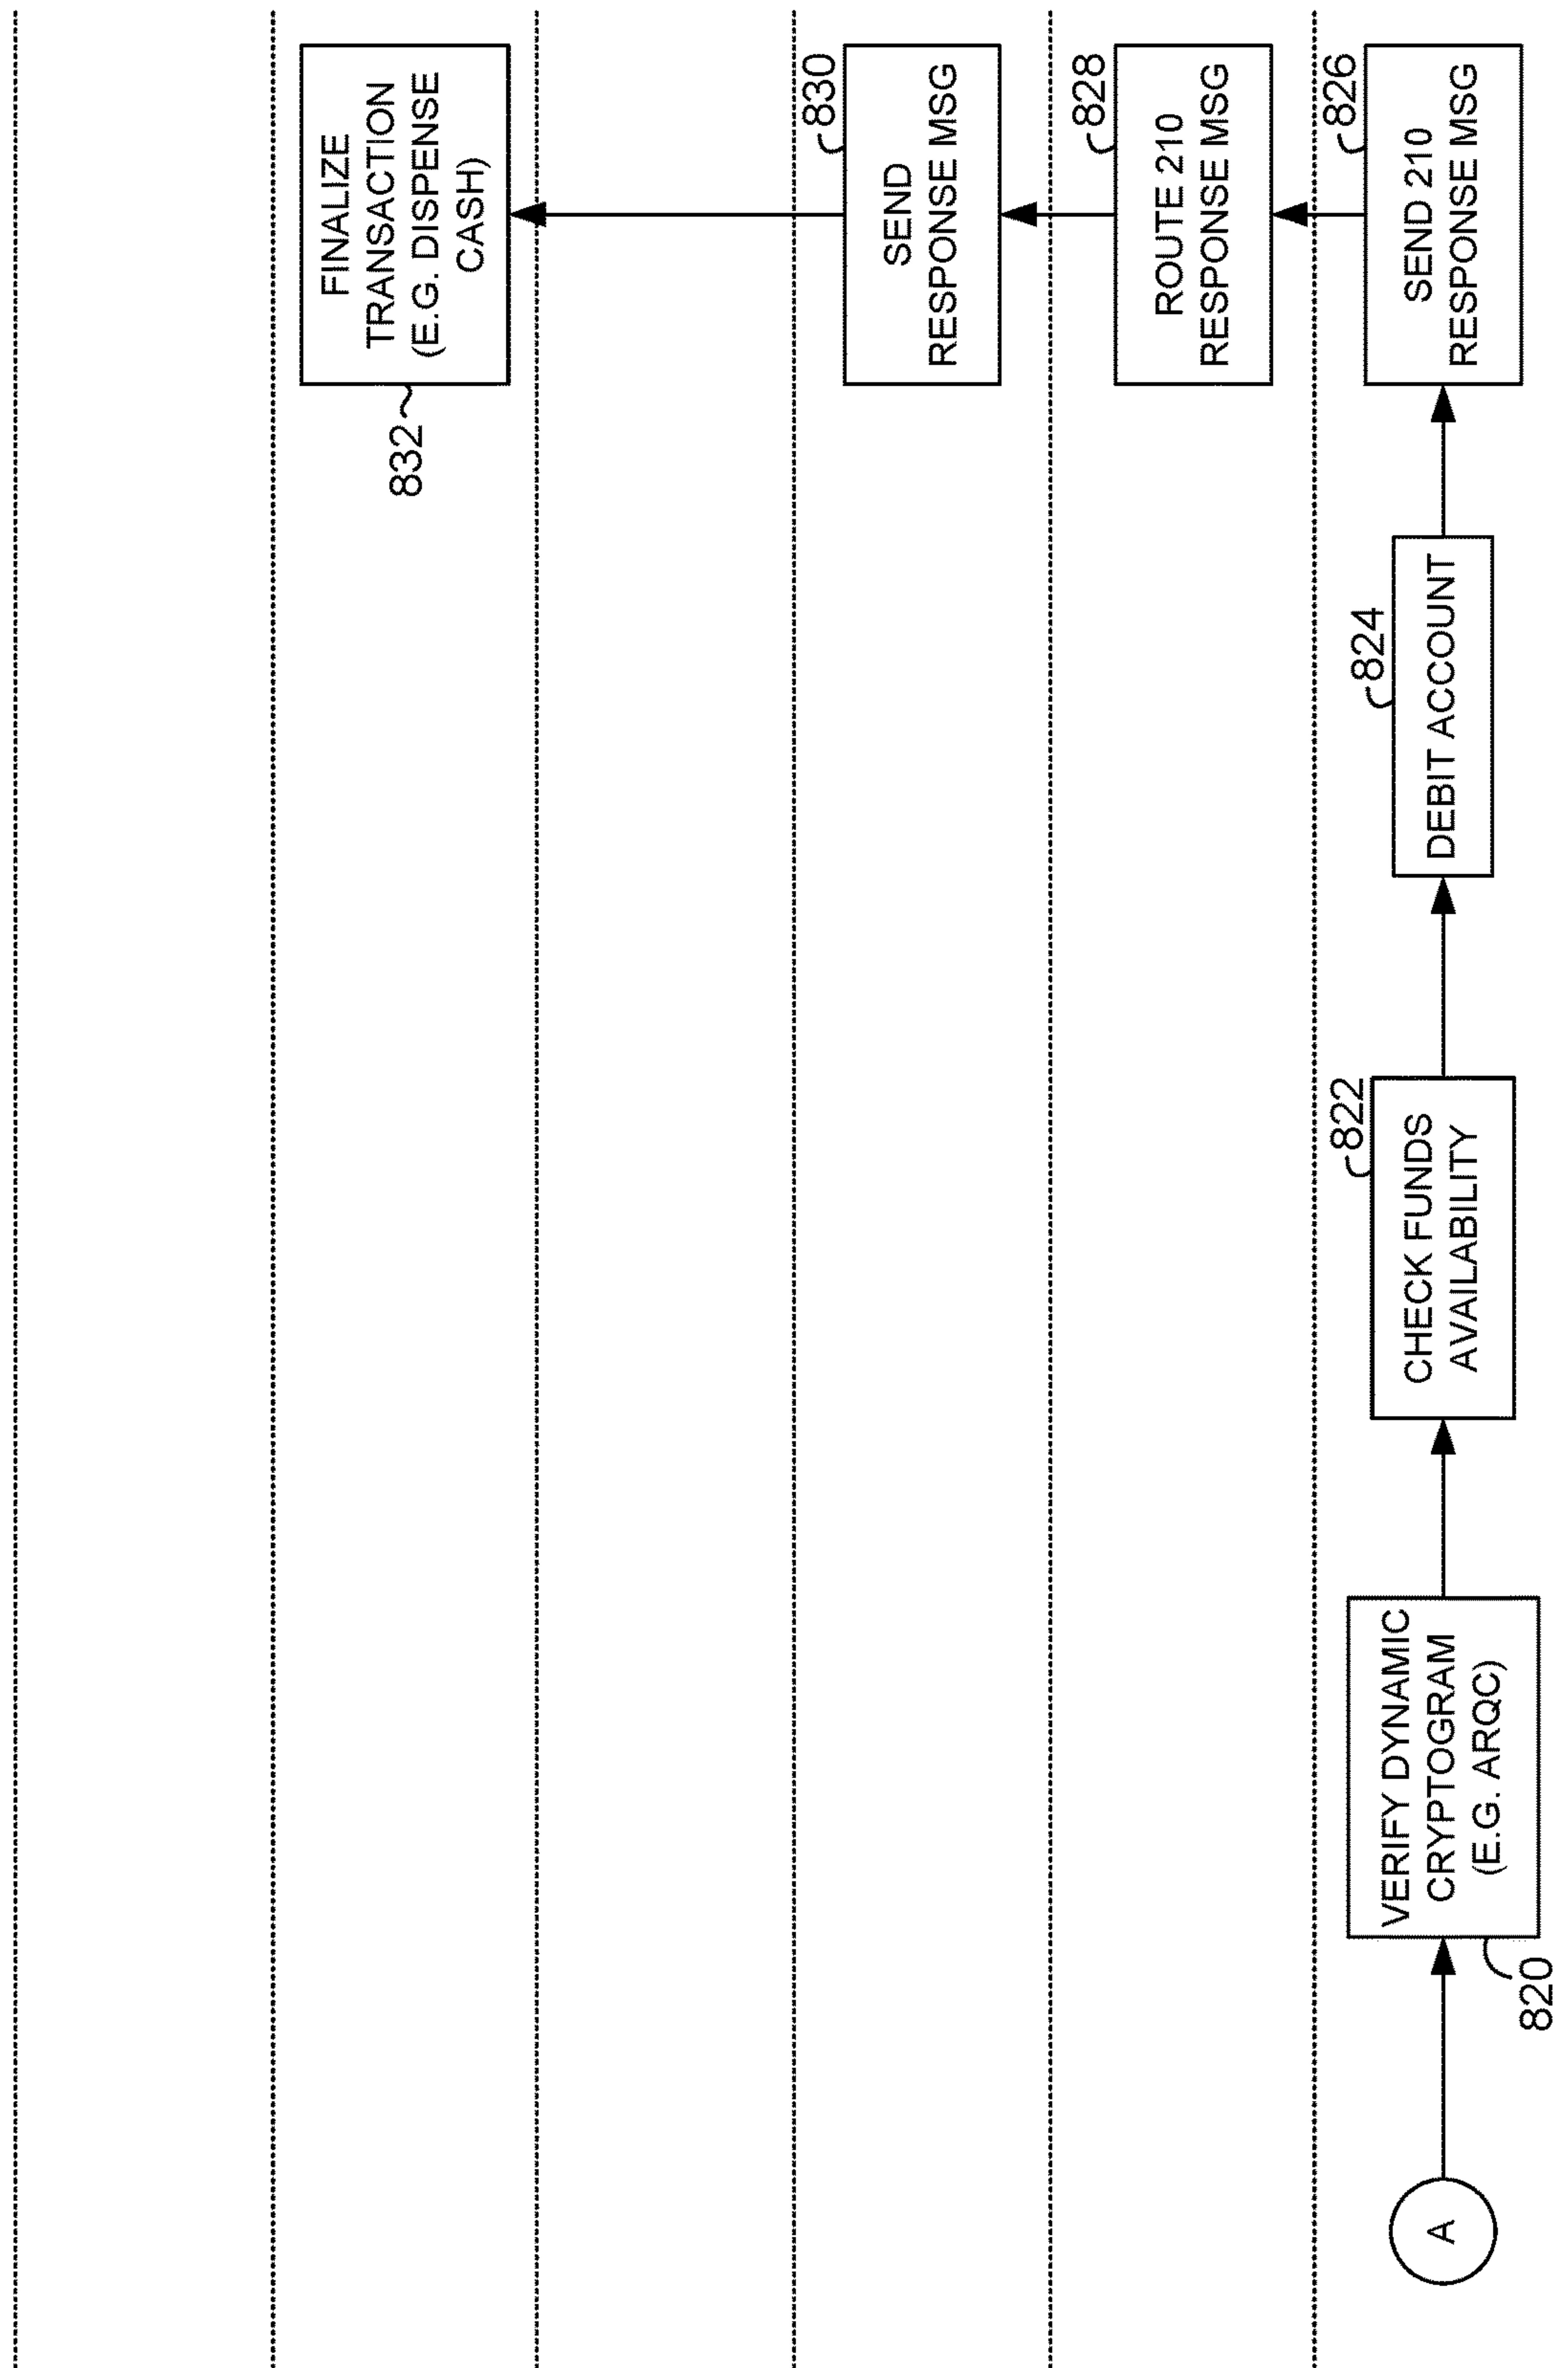 A
820
VERIFY DYNAMIC
CRYPTOGRAM
(E.G. ARQC)
822
CHECK FUNDS
AVAILABILITY
824
DEBIT ACCOUNT
826
SEND 210
RESPONSE MSG
828
ROUTE 210
RESPONSE MSG
830
SEND
RESPONSE MSG
832
FINALIZE
TRANSACTION
(E.G. DISPENSE
CASH)